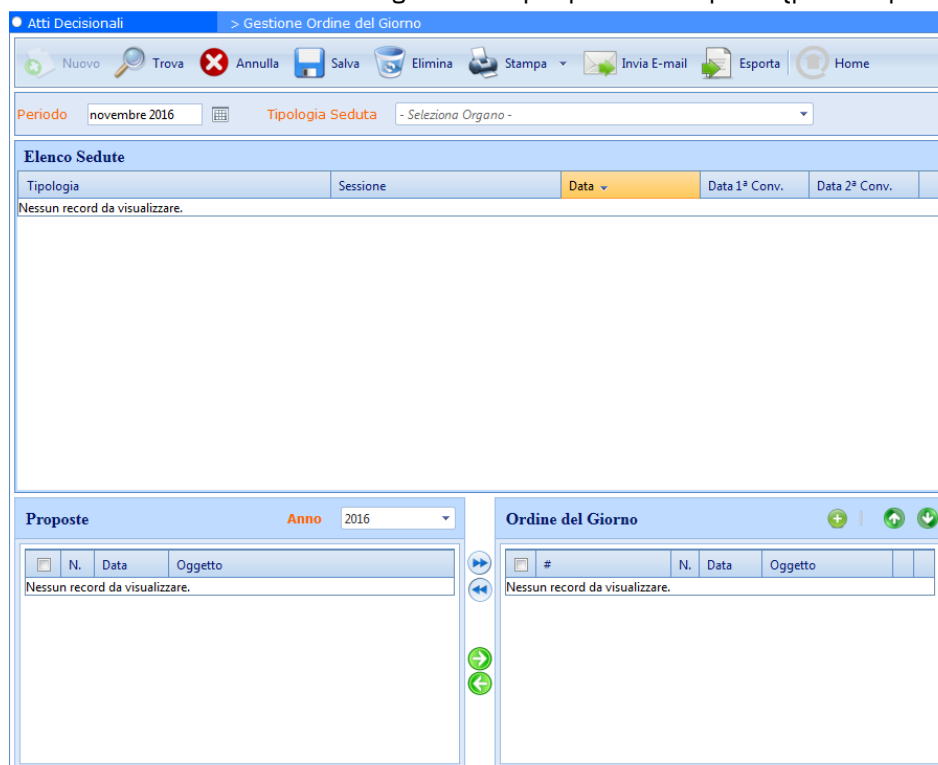 Atti Decisionali > Gestione Ordine del Giorno
Nuovo Trova Annulla Salva Elimina Stampa Invia E-mail Esporta Home
Periodo novembre 2016 Tipologia Seduta - Seleziona Organo -
Elenco Sedute
Tipologia Sessione Data Data 1ª Conv. Data 2ª Conv.
Nessun record da visualizzare.
Proposte Anno 2016 Ordine del Giorno
N. Data Oggetto # N. Data Oggetto
Nessun record da visualizzare. Nessun record da visualizzare.